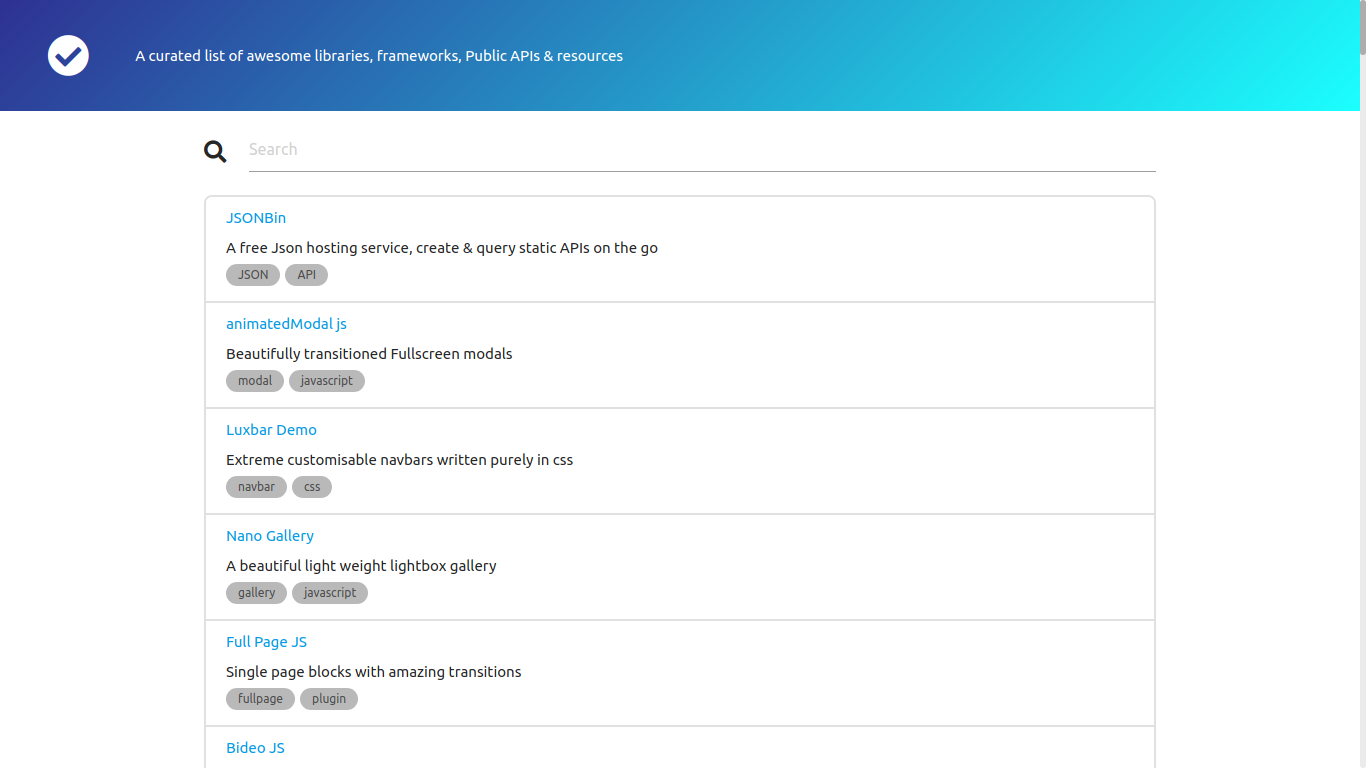 A curated list of awesome libraries, frameworks, Public APIs & resources
Search
JSONBin
A free Json hosting service, create & query static APIs on the go
JSON API
animatedModal js
Beautifully transitioned Fullscreen modals
modal javascript
Luxbar Demo
Extreme customisable navbars written purely in css
navbar css
Nano Gallery
A beautiful light weight lightbox gallery
gallery javascript
Full Page JS
Single page blocks with amazing transitions
fullpage plugin
Bideo JS